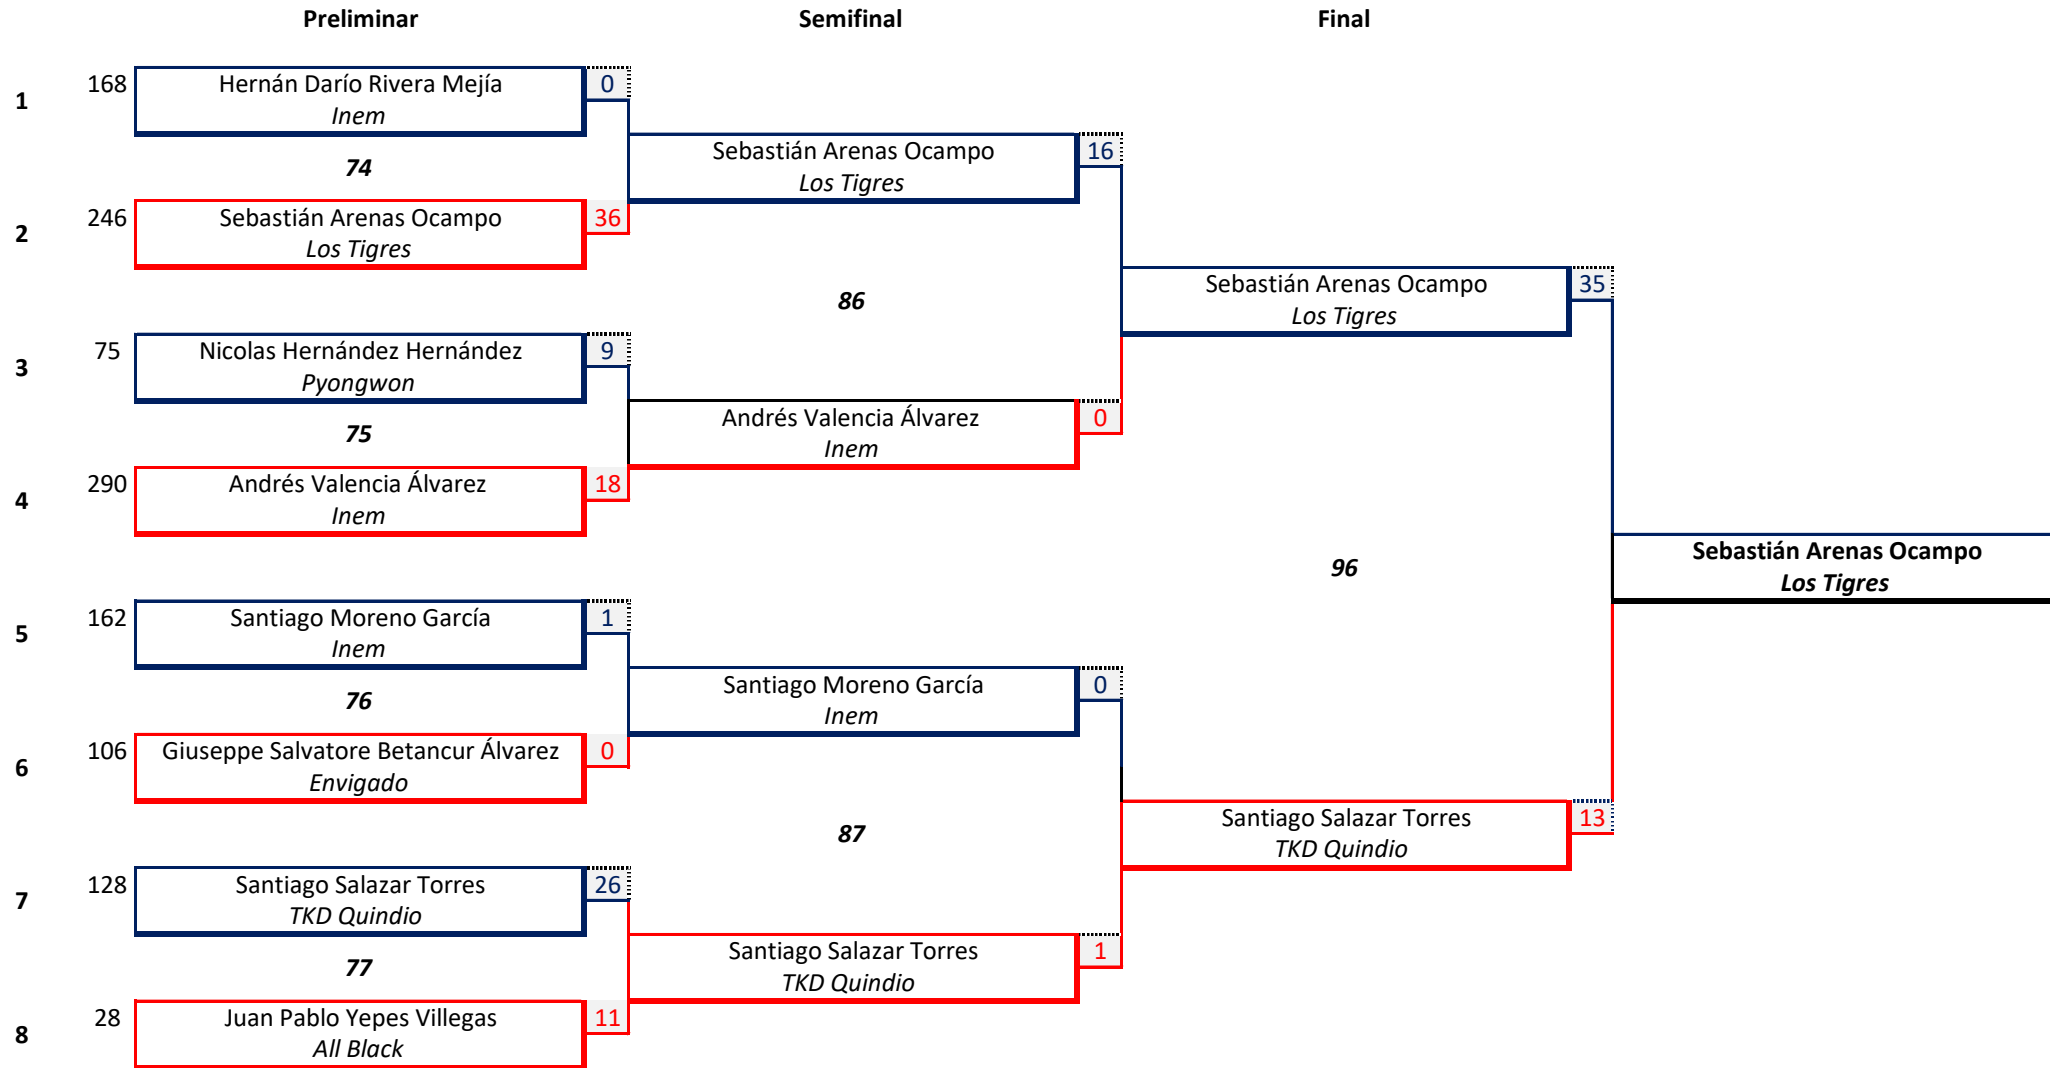 Preliminar
Semifinal
Final
1
168
Hernán Darío Rivera Mejía
0
Inem
74
2
246
Sebastián Arenas Ocampo
36
Los Tigres
3
75
Nicolas Hernández Hernández
9
Pyongwon
75
4
290
Andrés Valencia Álvarez
18
Inem
5
162
Santiago Moreno García
1
Inem
76
6
106
Giuseppe Salvatore Betancur Álvarez
0
Envigado
7
128
Santiago Salazar Torres
26
TKD Quindio
77
8
28
Juan Pablo Yepes Villegas
11
All Black
Sebastián Arenas Ocampo
16
Los Tigres
86
Andrés Valencia Álvarez
0
Inem
Santiago Moreno García
0
Inem
87
Santiago Salazar Torres
1
TKD Quindio
Sebastián Arenas Ocampo
35
Los Tigres
96
Santiago Salazar Torres
13
TKD Quindio
Sebastián Arenas Ocampo
Los Tigres